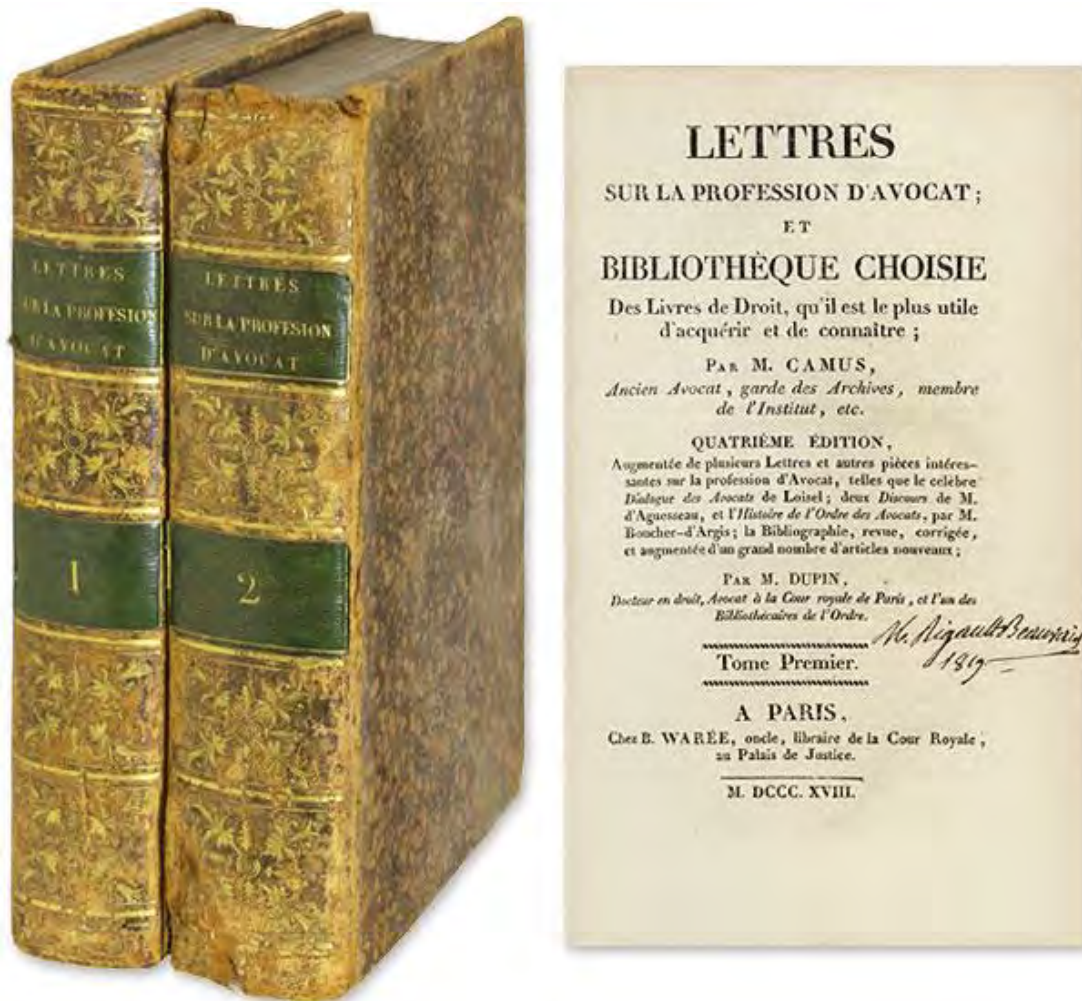 LETTRES
SUR LA PROFESION
D'AVOCAT
1
LETTRES
SUR LA PROFESION
D'AVOCAT
2
LETTRES
SUR LA PROFESSION D'AVOCAT ;
ET
BIBLIOTHÈQUE CHOISIE
Des Livres de Droit, qu'il est le plus utile
d'acquérir et de connaître ;
PAR M. CAMUS,
Ancien Avocat, garde des Archives, membre
de l'Institut, etc.
QUATRIÈME ÉDITION,
Augmentée de plusieurs Lettres et autres pièces intéres-
santes sur la profession d'Avocat, telles que le célèbre
Dialogue des Avocats de Loisel ; deux Discours de M.
d'Aguesseau, et l'Histoire de l'Ordre des Avocats, par M.
Boucher-d'Argis ; la Bibliographie, revue, corrigée,
et augmentée d'un grand nombre d'articles nouveaux ;
PAR M. DUPIN,
Docteur en droit, Avocat à la Cour royale de Paris, et l'un des
Bibliothécaires de l'Ordre.
Tome Premier.
A PARIS,
Chez B. WARÉE, oncle, libraire de la Cour Royale,
au Palais de Justice.
M. DCCC. XVIII.